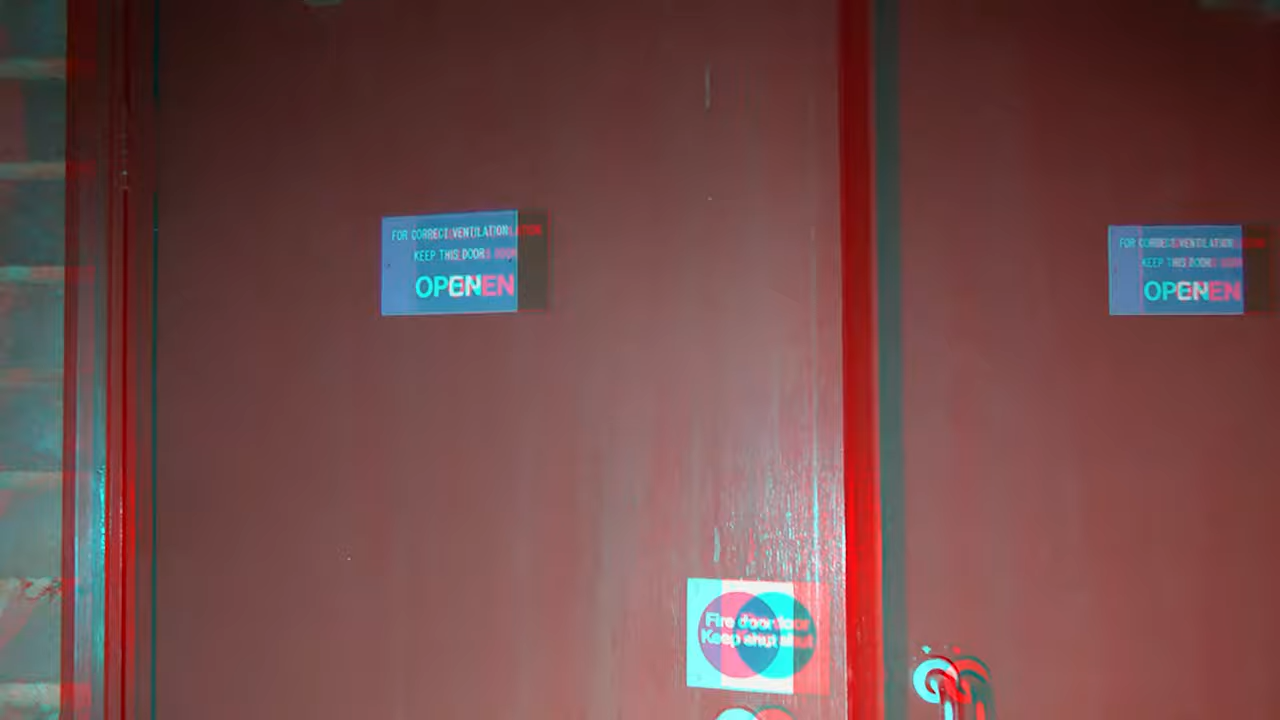 FOR CORRECT VENTILATION
KEEP THIS DOOR
OPEN
FOR CORRECT VENTILATION
KEEP THIS DOOR
OPEN
Fire door
Keep shut